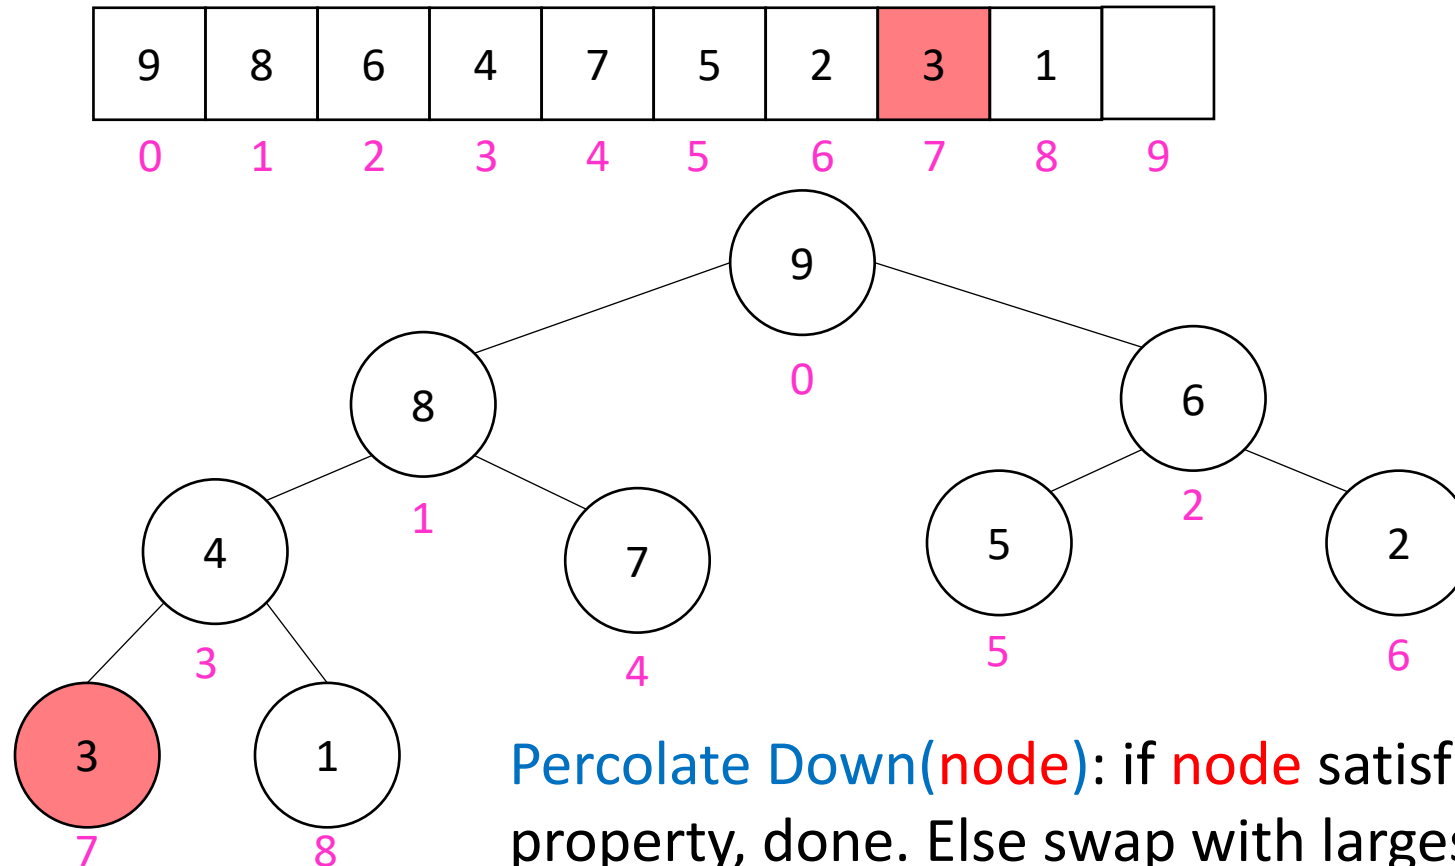 9 8 6 4 7 5 2 3 1
0 1 2 3 4 5 6 7 8 9
9
0
8 6
1 2
4 7 5 2
3 4 5 6
3 1
7 8
Percolate Down(node): if node satisf
property, done. Else swap with larges